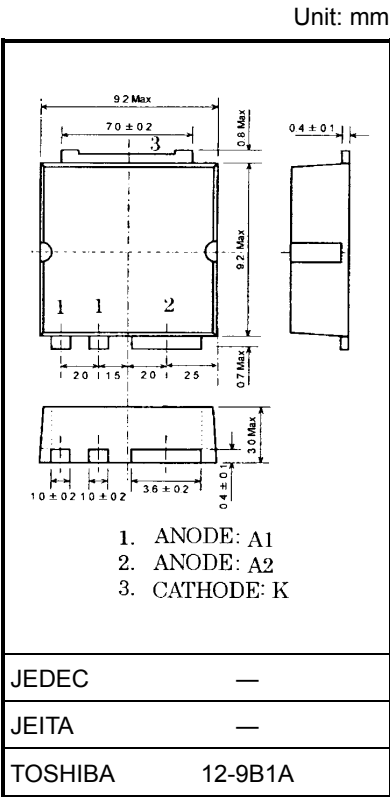 Unit: mm
9.2 Max
7.0 ± 0.2
3
0.8 Max
0.4 ± 0.1
9.2 Max
1 1 2
2.0 1.5 2.0 2.5
0.7 Max
3.0 Max
1.0 ± 0.2 1.0 ± 0.2 3.6 ± 0.2
0.4 ± 0.1
1. ANODE: A1
2. ANODE: A2
3. CATHODE: K
JEDEC —
JEITA —
TOSHIBA 12-9B1A